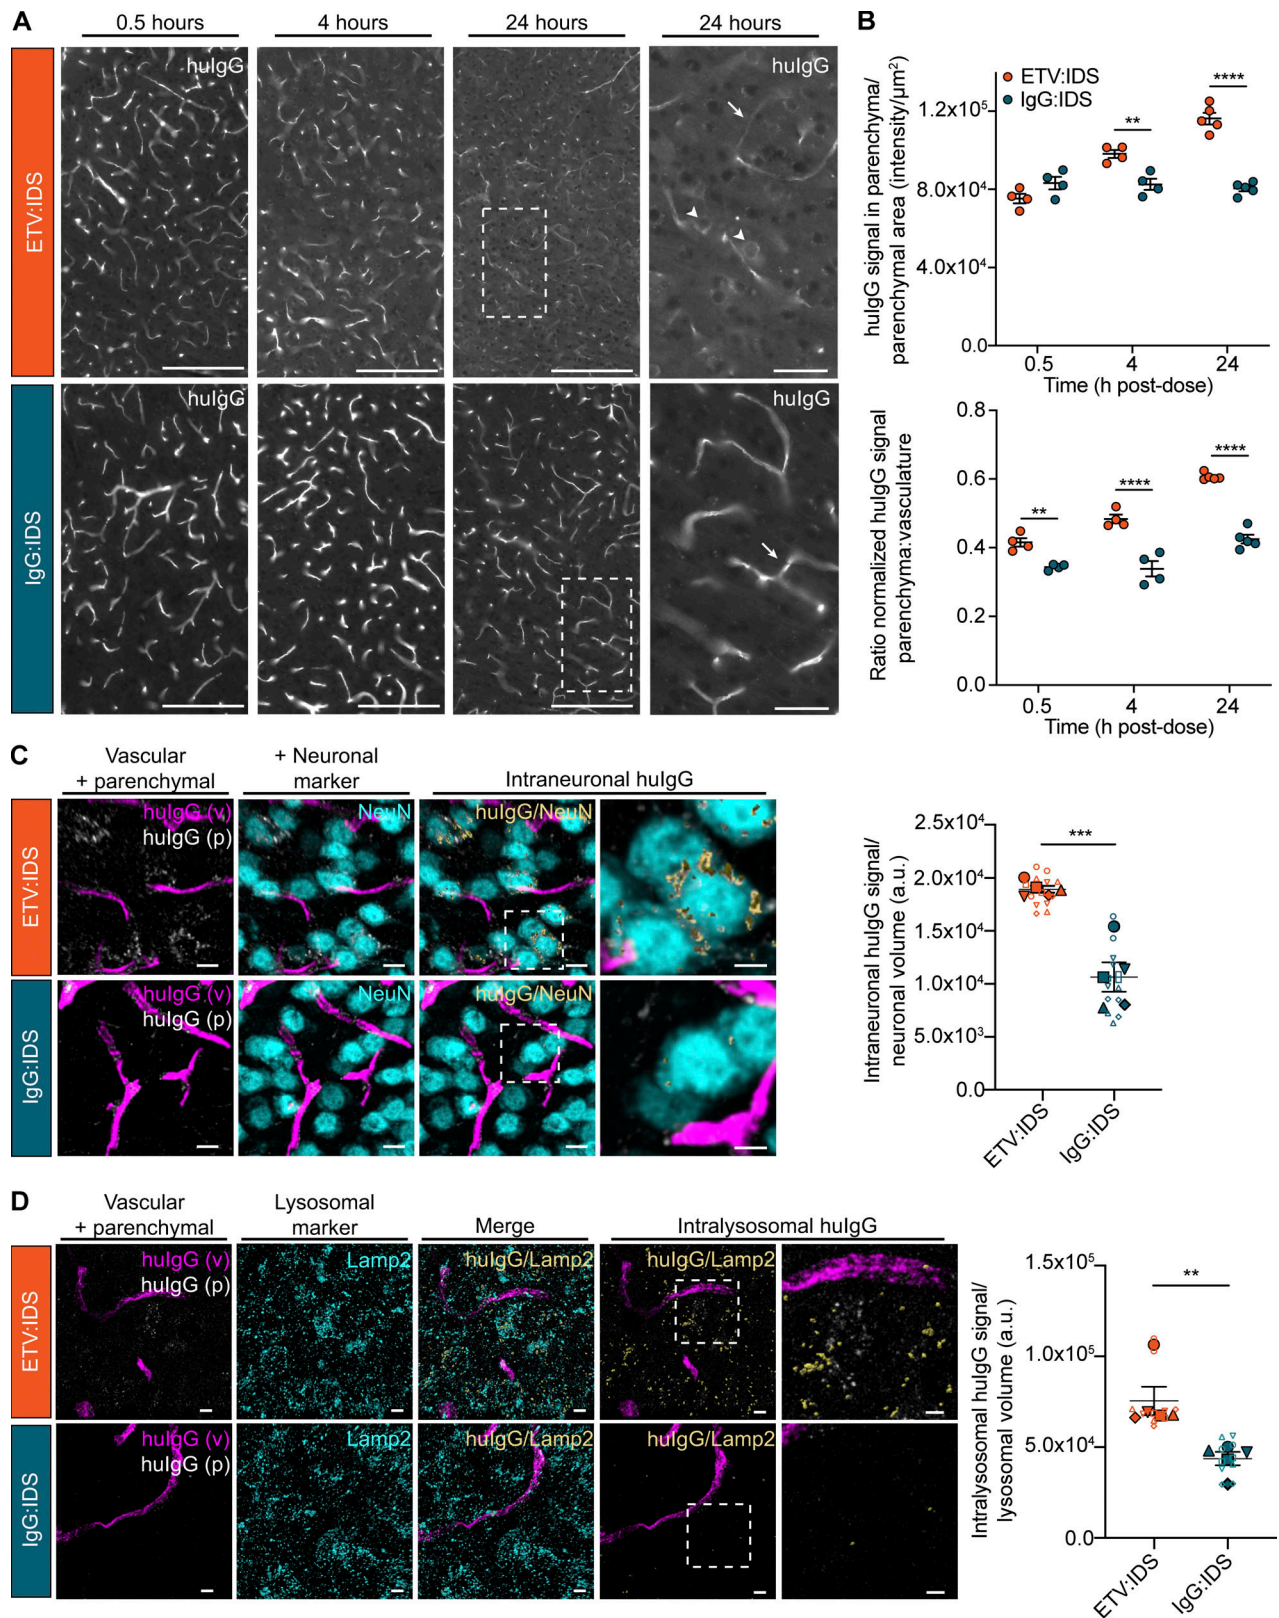 A
0.5 hours
4 hours
24 hours
24 hours
ETV:IDS
huIgG
huIgG
IgG:IDS
huIgG
huIgG
B
ETV:IDS
IgG:IDS
huIgG signal in parenchyma/
parenchymal area (intensity/µm²)
1.2x10⁵
8.0x10⁴
4.0x10⁴
0.0
**
****
0.5
4
24
Time (h post-dose)
Ratio normalized huIgG signal
parenchyma:vasculature
0.8
0.6
0.4
0.2
0.0
**
****
****
0.5
4
24
Time (h post-dose)
C
Vascular
+ parenchymal
+ Neuronal
marker
Intraneuronal huIgG
ETV:IDS
huIgG (v)
huIgG (p)
NeuN
huIgG/NeuN
IgG:IDS
huIgG (v)
huIgG (p)
NeuN
huIgG/NeuN
Intraneuronal huIgG signal/
neuronal volume (a.u.)
2.5x10⁴
2.0x10⁴
1.5x10⁴
1.0x10⁴
5.0x10³
0.0
***
ETV:IDS
IgG:IDS
D
Vascular
+ parenchymal
Lysosomal
marker
Merge
Intralysosomal huIgG
ETV:IDS
huIgG (v)
huIgG (p)
Lamp2
huIgG/Lamp2
huIgG/Lamp2
IgG:IDS
huIgG (v)
huIgG (p)
Lamp2
huIgG/Lamp2
huIgG/Lamp2
Intralysosomal huIgG signal/
lysosomal volume (a.u.)
1.5x10⁵
1.0x10⁵
5.0x10⁴
0.0
**
ETV:IDS
IgG:IDS